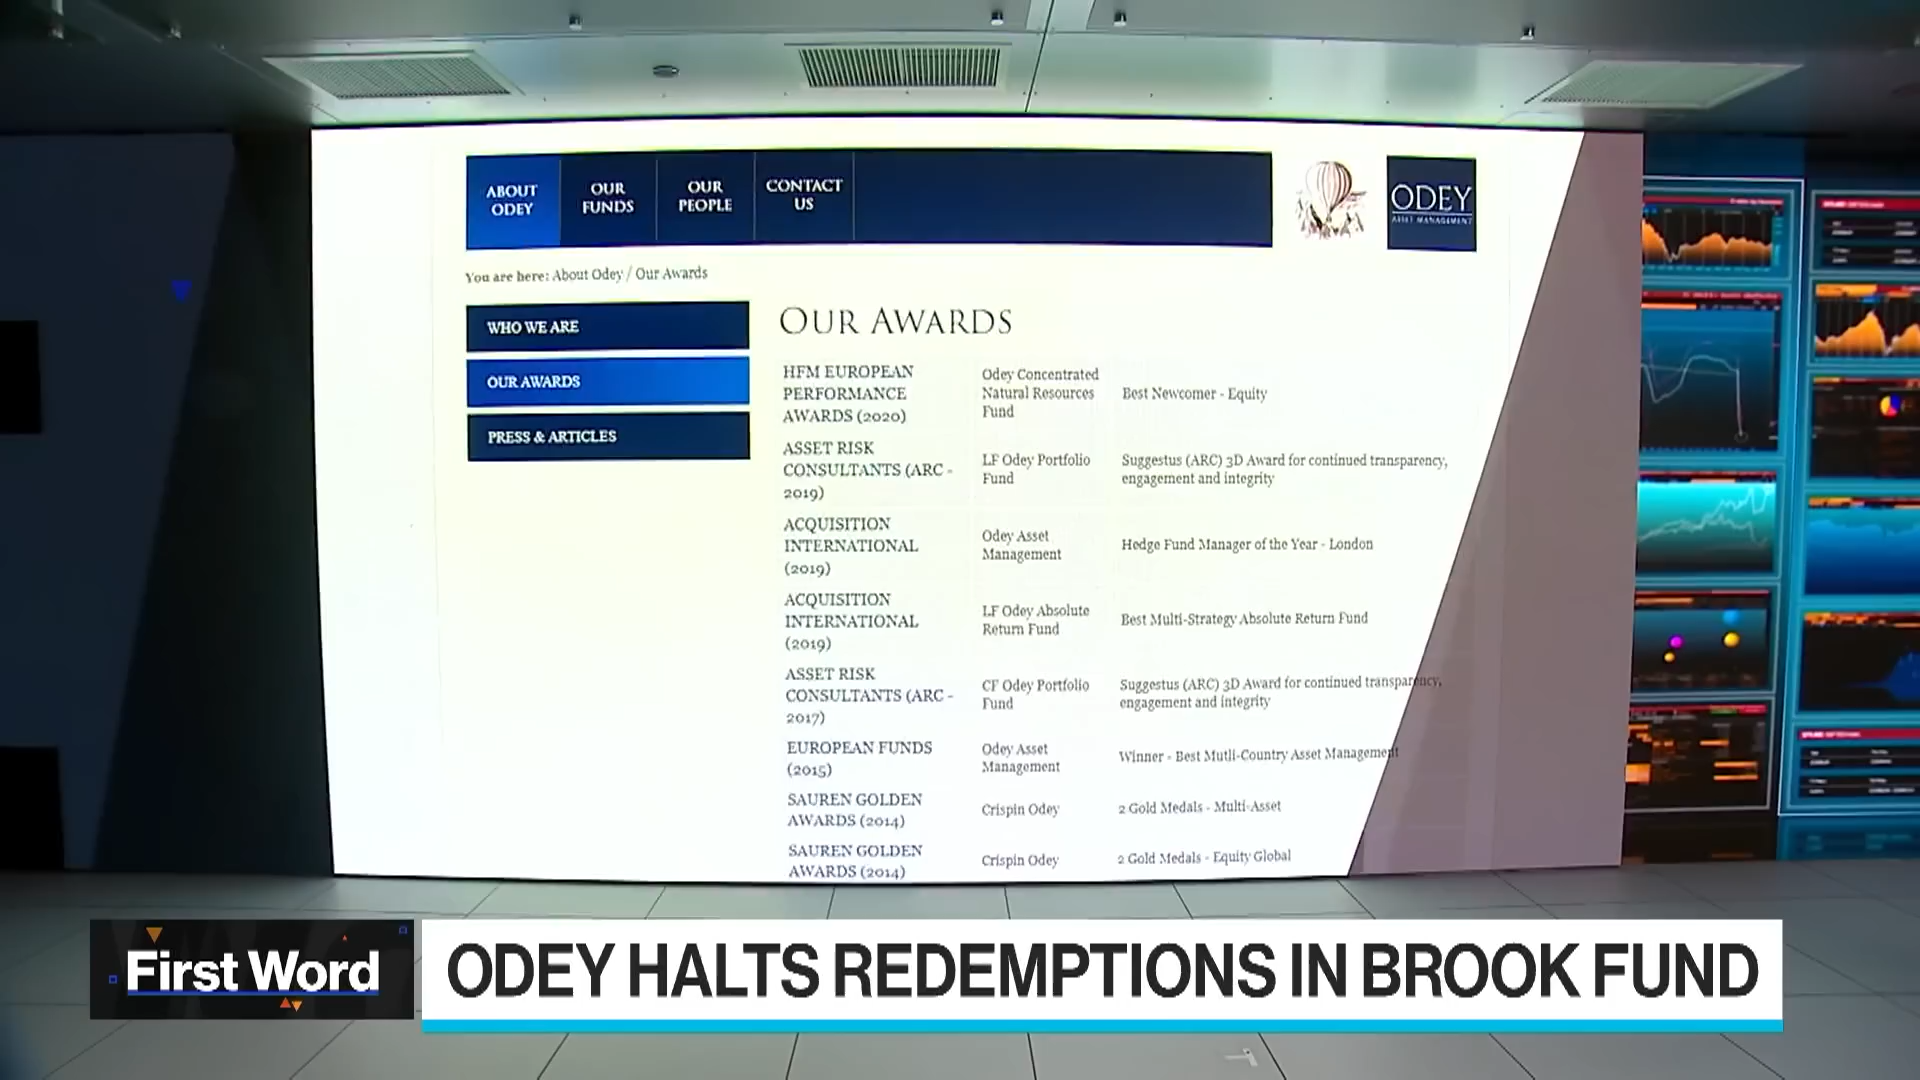 ABOUT
ODEY
OUR
FUNDS
OUR
PEOPLE
CONTACT
US
ODEY
ASSET MANAGEMENT
You are here: About Odey / Our Awards
WHO WE ARE
OUR AWARDS
PRESS & ARTICLES
OUR AWARDS
HFM EUROPEAN
PERFORMANCE
AWARDS (2020)
Odey Concentrated
Natural Resources
Fund
Best Newcomer - Equity
ASSET RISK
CONSULTANTS (ARC -
2019)
LF Odey Portfolio
Fund
Suggestus (ARC) 3D Award for continued transparency,
engagement and integrity
ACQUISITION
INTERNATIONAL
(2019)
Odey Asset
Management
Hedge Fund Manager of the Year - London
ACQUISITION
INTERNATIONAL
(2019)
LF Odey Absolute
Return Fund
Best Multi-Strategy Absolute Return Fund
ASSET RISK
CONSULTANTS (ARC -
2017)
CF Odey Portfolio
Fund
Suggestus (ARC) 3D Award for continued transparency,
engagement and integrity
EUROPEAN FUNDS
(2015)
Odey Asset
Management
Winner - Best Mutli-Country Asset Management
SAUREN GOLDEN
AWARDS (2014)
Crispin Odey
2 Gold Medals - Multi-Asset
SAUREN GOLDEN
AWARDS (2014)
Crispin Odey
2 Gold Medals - Equity Global
First Word
ODEY HALTS REDEMPTIONS IN BROOK FUND